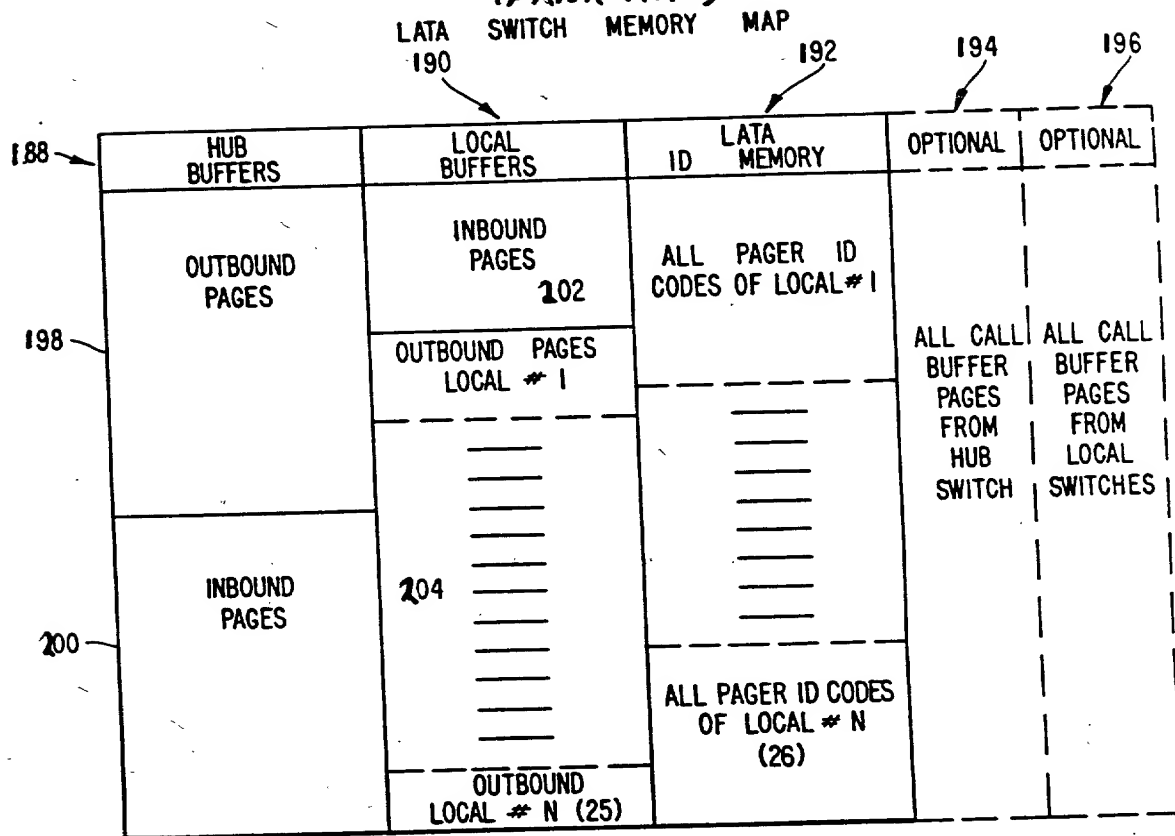 LATA SWITCH MEMORY MAP
190
192
194
196
188
HUB
BUFFERS
LOCAL
BUFFERS
LATA
ID MEMORY
OPTIONAL
OPTIONAL
OUTBOUND
PAGES
198
INBOUND
PAGES
200
INBOUND
PAGES
202
OUTBOUND PAGES
LOCAL # 1
204
OUTBOUND
LOCAL # N (25)
ALL PAGER ID
CODES OF LOCAL # 1
ALL PAGER ID CODES
OF LOCAL # N
(26)
ALL CALL
BUFFER
PAGES
FROM
HUB
SWITCH
ALL CALL
BUFFER
PAGES
FROM
LOCAL
SWITCHES